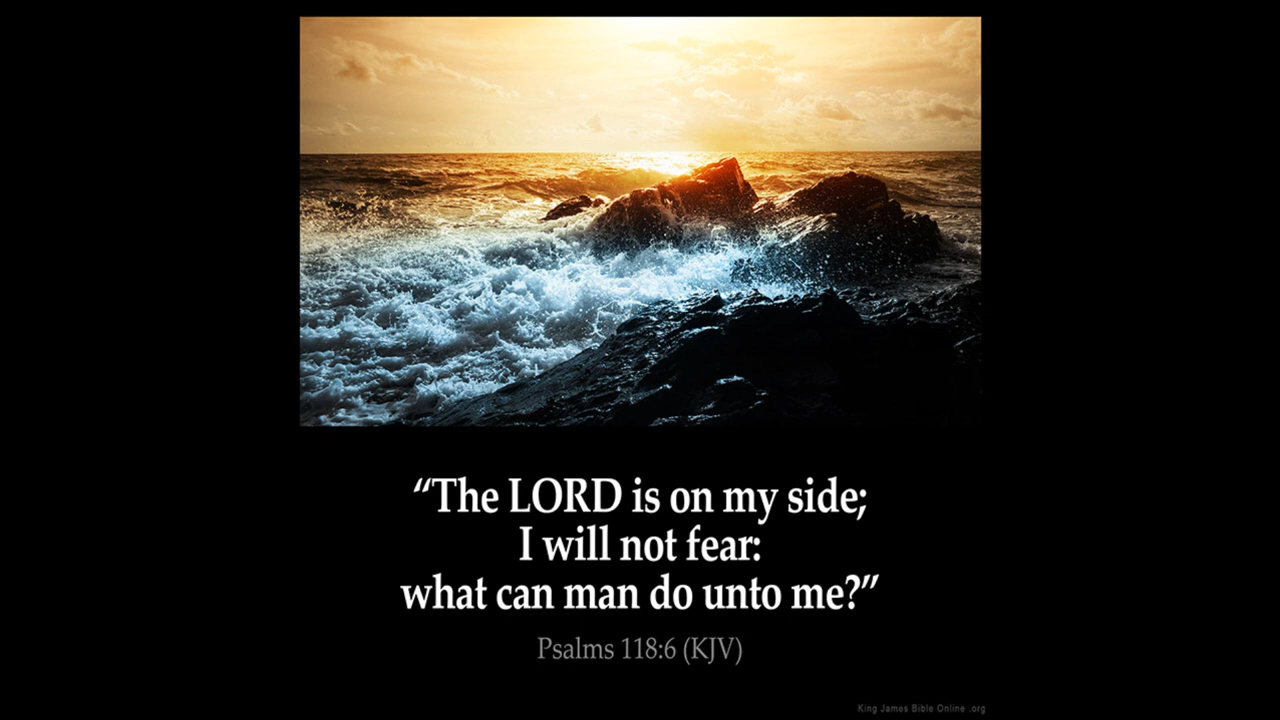 “The LORD is on my side;
I will not fear:
what can man do unto me?”
Psalms 118:6 (KJV)
King James Bible Online .org